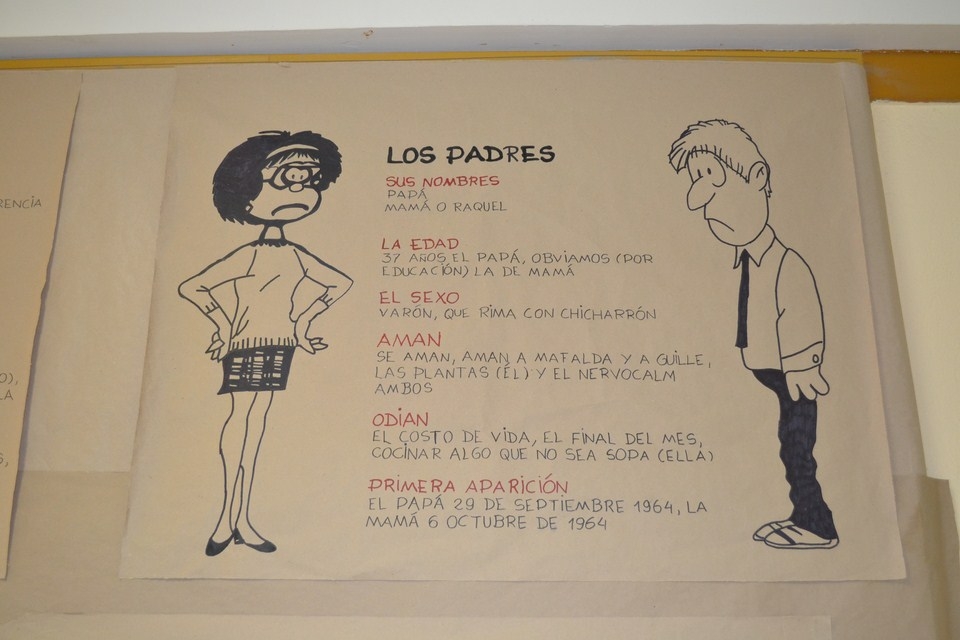 LOS PADRES
SUS NOMBRES
PAPÁ
MAMÁ O RAQUEL
LA EDAD
37 AÑOS EL PAPÁ, OBVIAMOS (POR
EDUCACIÓN) LA DE MAMÁ
EL SEXO
VARÓN, QUE RIMA CON CHICHARRÓN
AMAN
SE AMAN, AMAN A MAFALDA Y A GUILLE,
LAS PLANTAS (ÉL) Y EL NERVOCALM
AMBOS
ODIAN
EL COSTO DE VIDA, EL FINAL DEL MES,
COCINAR ALGO QUE NO SEA SOPA (ELLA)
PRIMERA APARICIÓN
EL PAPÁ 29 DE SEPTIEMBRE 1964, LA
MAMÁ 6 OCTUBRE DE 1964
RENCIA
O),
LA